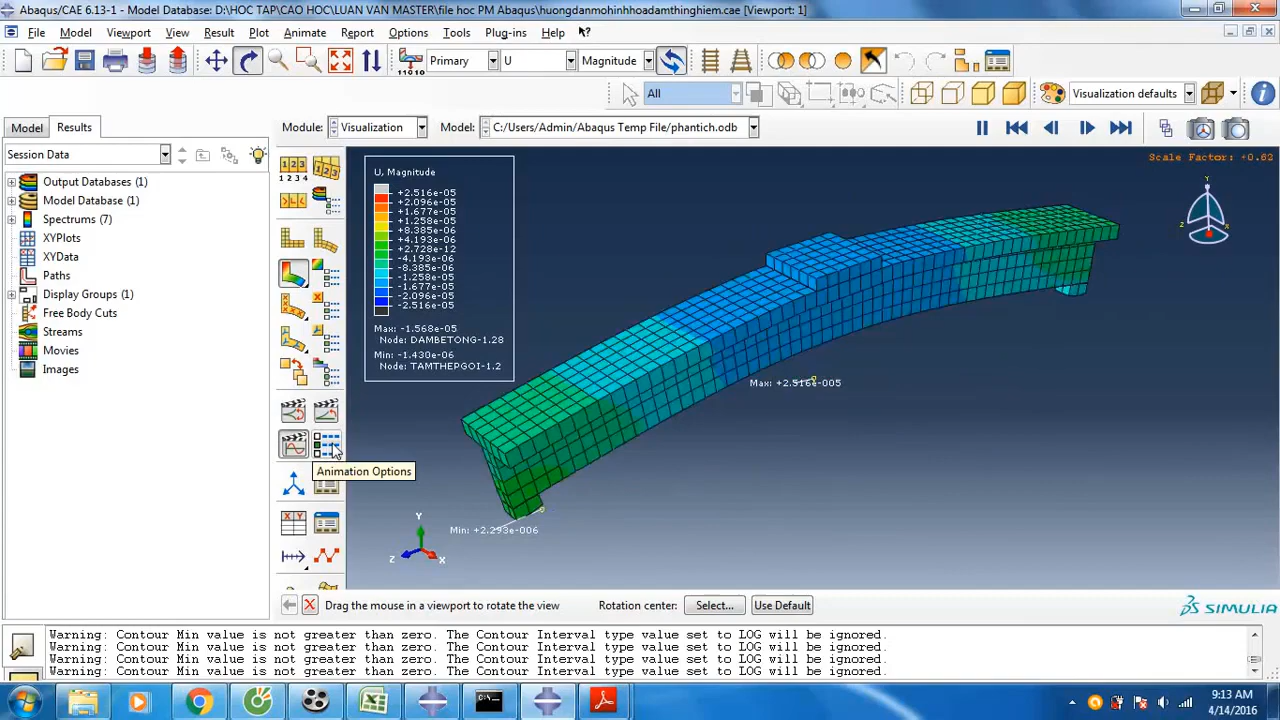 Abaqus/CAE 6.13-1 - Model Database: D:\HOC TAP\CAO HOC\LUAN VAN MASTER\File hoc PM Abaqus\huongdanmohinhhoadamthinghiem.cae [Viewport: 1]
File Model Viewport View Result Plot Animate Report Options Tools Plug-ins Help
Primary U Magnitude
All Visualization defaults
Model Results Module: Visualization Model: C:/Users/Admin/Abaqus Temp File/phantich.odb
Session Data
Scale Factor: +0.62
Output Databases (1)
Model Database (1)
Spectrums (7)
XYPlots
XYData
Paths
Display Groups (1)
Free Body Cuts
Streams
Movies
Images
U, Magnitude
+2.516e-05
+2.096e-05
+1.677e-05
+1.258e-05
+8.385e-06
+4.193e-06
+2.728e-12
-4.193e-06
-8.385e-06
-1.258e-05
-1.677e-05
-2.096e-05
-2.516e-05
Max: -1.568e-05
Node: DAMBETONG-1.28
Min: -1.430e-06
Node: TAMTHEPGOI-1.2
Max: +2.516e-005
Min: +2.293e-006
Animation Options
Y
Z X
Y
Z X
Drag the mouse in a viewport to rotate the view Rotation center: Select... Use Default
SIMULIA
Warning: Contour Min value is not greater than zero. The Contour Interval type value set to LOG will be ignored.
Warning: Contour Min value is not greater than zero. The Contour Interval type value set to LOG will be ignored.
Warning: Contour Min value is not greater than zero. The Contour Interval type value set to LOG will be ignored.
Warning: Contour Min value is not greater than zero. The Contour Interval type value set to LOG will be ignored.
9:13 AM
4/14/2016